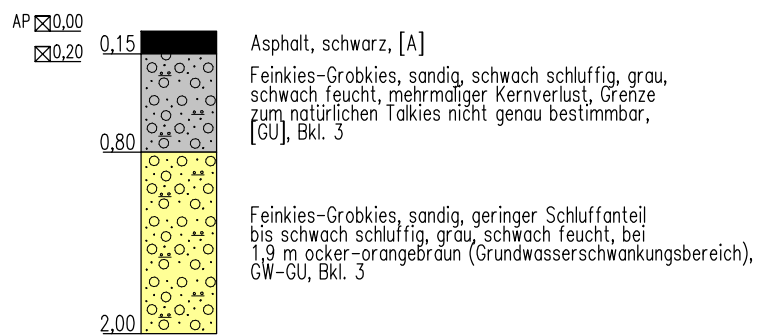 AP 0,00
0,20
0,15
Asphalt, schwarz, [A]
Feinkies-Grobkies, sandig, schwach schluffig, grau,
schwach feucht, mehrmaliger Kernverlust, Grenze
zum natürlichen Talkies nicht genau bestimmbar,
[GU], Bkl. 3
0,80
Feinkies-Grobkies, sandig, geringer Schluffanteil
bis schwach schluffig, grau, schwach feucht, bei
1,9 m ocker-orangebraun (Grundwasserschwankungsbereich),
GW-GU, Bkl. 3
2,00